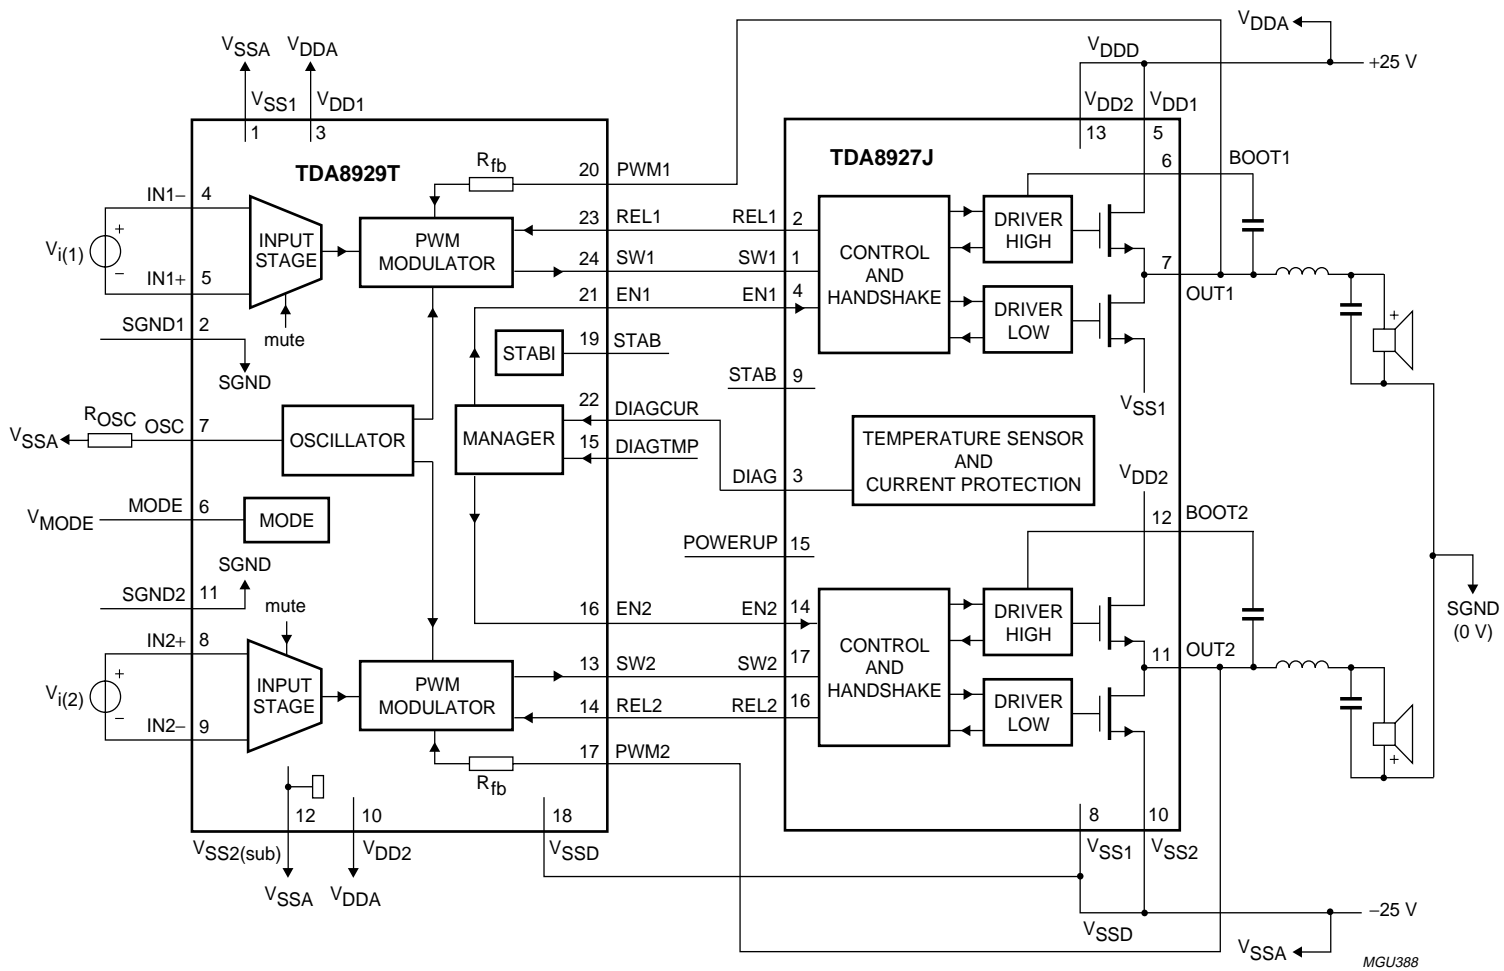 VDDA
VSSA
VDDA
VDDD
+25 V
VSS1
VDD1
VDD2
VDD1
1
3
13
5
TDA8929T
TDA8927J
6
BOOT1
Rfb
20
PWM1
IN1−
4
INPUT
STAGE
PWM
MODULATOR
23
REL1
REL1
2
CONTROL
AND
HANDSHAKE
DRIVER
HIGH
Vi(1)
+
−
24
SW1
SW1
1
7
OUT1
IN1+
5
21
EN1
EN1
4
DRIVER
LOW
+
SGND1
2
mute
STABI
19
STAB
SGND
STAB
9
VSS1
ROSC
OSC
7
VSSA
OSCILLATOR
MANAGER
22
DIAGCUR
15
DIAGTMP
TEMPERATURE SENSOR
AND
CURRENT PROTECTION
DIAG
3
VDD2
MODE
6
VMODE
MODE
12
BOOT2
POWERUP
15
SGND
SGND2
11
mute
16
EN2
EN2
14
CONTROL
AND
HANDSHAKE
DRIVER
HIGH
SGND
(0 V)
IN2+
8
INPUT
STAGE
PWM
MODULATOR
13
SW2
SW2
17
11
OUT2
Vi(2)
+
−
14
REL2
REL2
16
DRIVER
LOW
IN2−
9
17
PWM2
Rfb
+
12
10
18
8
10
VSS2(sub)
VDD2
VSSD
VSS1
VSS2
VSSA
VDDA
VSSD
−25 V
VSSA
MGU388